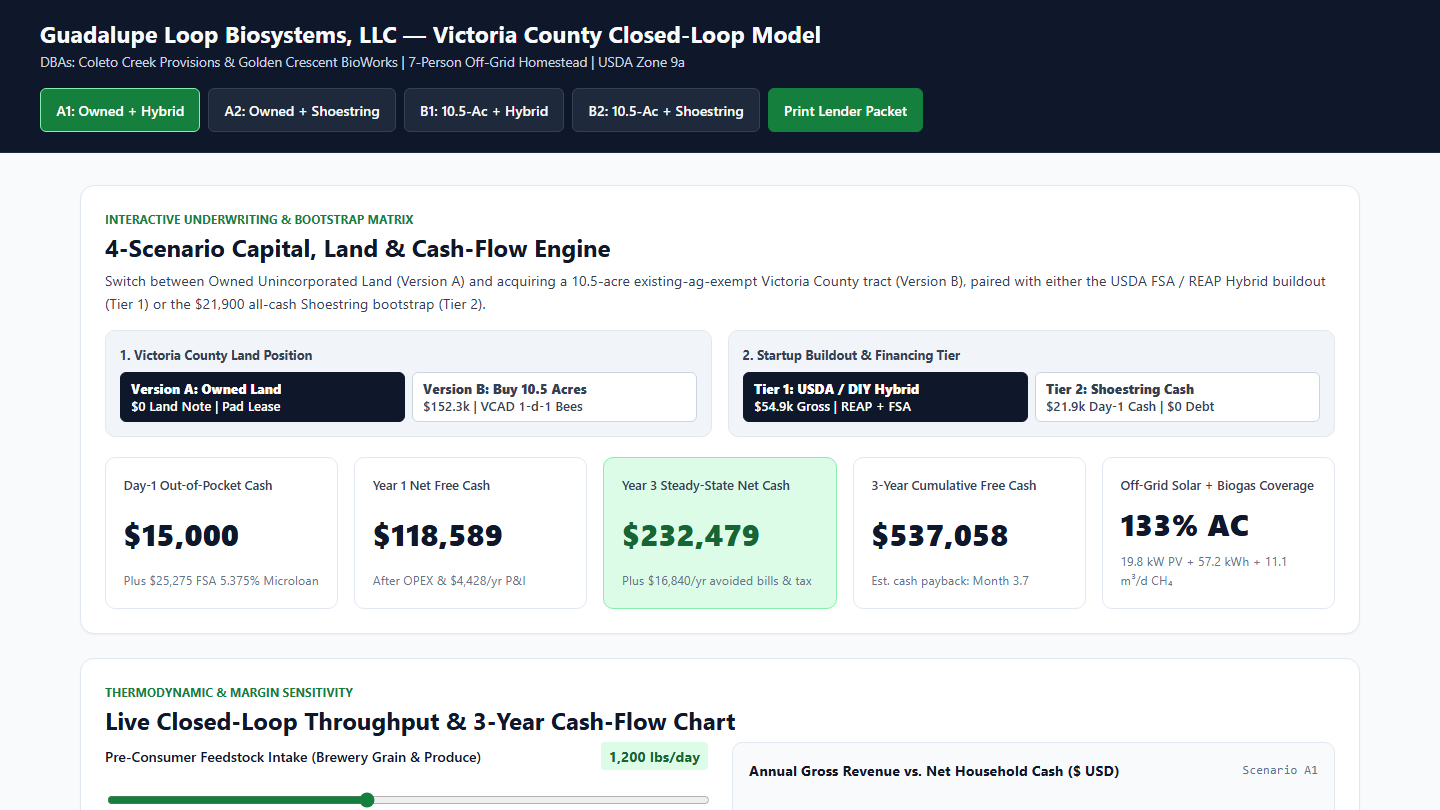 Guadalupe Loop Biosystems, LLC — Victoria County Closed-Loop Model
DBAs: Coleto Creek Provisions & Golden Crescent BioWorks | 7-Person Off-Grid Homestead | USDA Zone 9a
A1: Owned + Hybrid
A2: Owned + Shoestring
B1: 10.5-Ac + Hybrid
B2: 10.5-Ac + Shoestring
Print Lender Packet
INTERACTIVE UNDERWRITING & BOOTSTRAP MATRIX
4-Scenario Capital, Land & Cash-Flow Engine
Switch between Owned Unincorporated Land (Version A) and acquiring a 10.5-acre existing-ag-exempt Victoria County tract (Version B), paired with either the USDA FSA / REAP Hybrid buildout
(Tier 1) or the $21,900 all-cash Shoestring bootstrap (Tier 2).
1. Victoria County Land Position
Version A: Owned Land
$0 Land Note | Pad Lease
Version B: Buy 10.5 Acres
$152.3k | VCAD 1-d-1 Bees
2. Startup Buildout & Financing Tier
Tier 1: USDA / DIY Hybrid
$54.9k Gross | REAP + FSA
Tier 2: Shoestring Cash
$21.9k Day-1 Cash | $0 Debt
Day-1 Out-of-Pocket Cash
$15,000
Plus $25,275 FSA 5.375% Microloan
Year 1 Net Free Cash
$118,589
After OPEX & $4,428/yr P&I
Year 3 Steady-State Net Cash
$232,479
Plus $16,840/yr avoided bills & tax
3-Year Cumulative Free Cash
$537,058
Est. cash payback: Month 3.7
Off-Grid Solar + Biogas Coverage
133% AC
19.8 kW PV + 57.2 kWh + 11.1
m³/d CH₄
THERMODYNAMIC & MARGIN SENSITIVITY
Live Closed-Loop Throughput & 3-Year Cash-Flow Chart
Pre-Consumer Feedstock Intake (Brewery Grain & Produce)
1,200 lbs/day
Annual Gross Revenue vs. Net Household Cash ($ USD)
Scenario A1